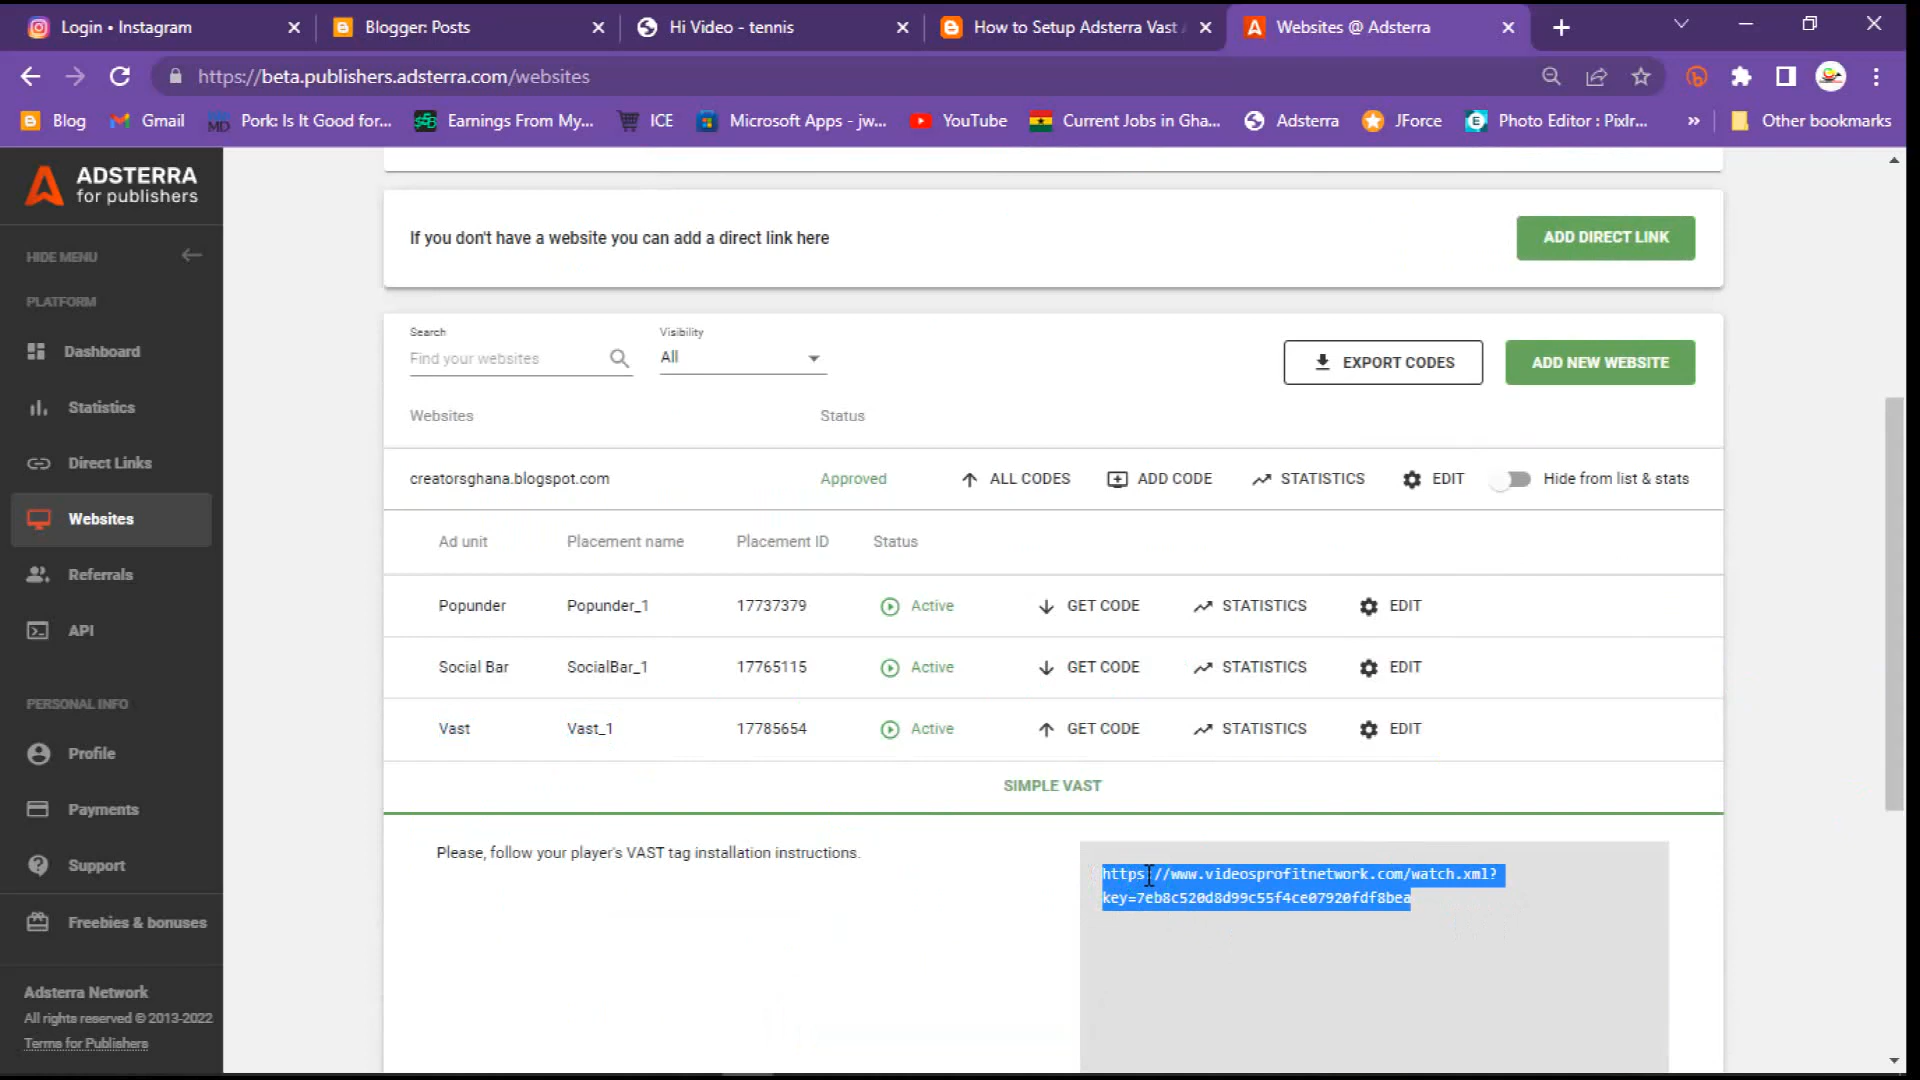 Login • Instagram
Blogger: Posts
Hi Video - tennis
How to Setup Adsterra Vast
Websites @ Adsterra
https://beta.publishers.adsterra.com/websites
Blog
Gmail
Pork: Is It Good for...
Earnings From My...
ICE
Microsoft Apps - jw...
YouTube
Current Jobs in Gha...
Adsterra
JForce
Photo Editor : Pixlr...
Other bookmarks
ADSTERRA
for publishers
HIDE MENU
PLATFORM
Dashboard
Statistics
Direct Links
Websites
Referrals
API
PERSONAL INFO
Profile
Payments
Support
Freebies & bonuses
Adsterra Network
All rights reserved © 2013-2022
Terms for Publishers
If you don't have a website you can add a direct link here
ADD DIRECT LINK
Search
Find your websites
Visibility
All
EXPORT CODES
ADD NEW WEBSITE
Websites Status
creatorsghana.blogspot.com Approved ALL CODES ADD CODE STATISTICS EDIT Hide from list & stats
Ad unit Placement name Placement ID Status
Popunder Popunder_1 17737379 Active GET CODE STATISTICS EDIT
Social Bar SocialBar_1 17765115 Active GET CODE STATISTICS EDIT
Vast Vast_1 17785654 Active GET CODE STATISTICS EDIT
SIMPLE VAST
Please, follow your player's VAST tag installation instructions.
https://www.videosprofitnetwork.com/watch.xml?
key=7eb8c520d8d99c55f4ce07920fdf8bea